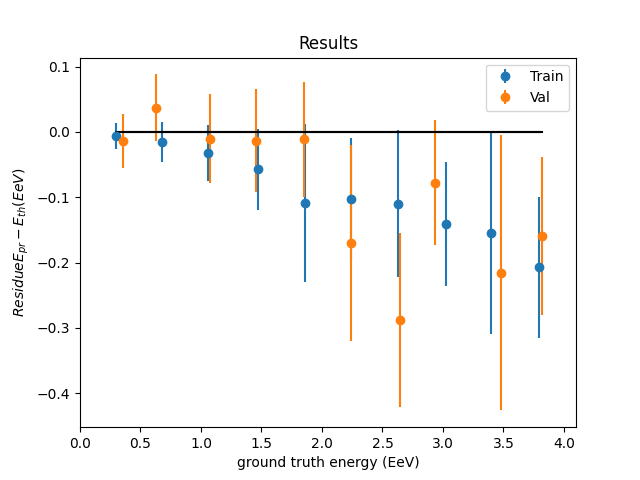 Results
Train
Val
0.1
0.0
−0.1
−0.2
−0.3
−0.4
ResidueE_{pr} − E_{th}(EeV)
0.0 0.5 1.0 1.5 2.0 2.5 3.0 3.5 4.0
ground truth energy (EeV)